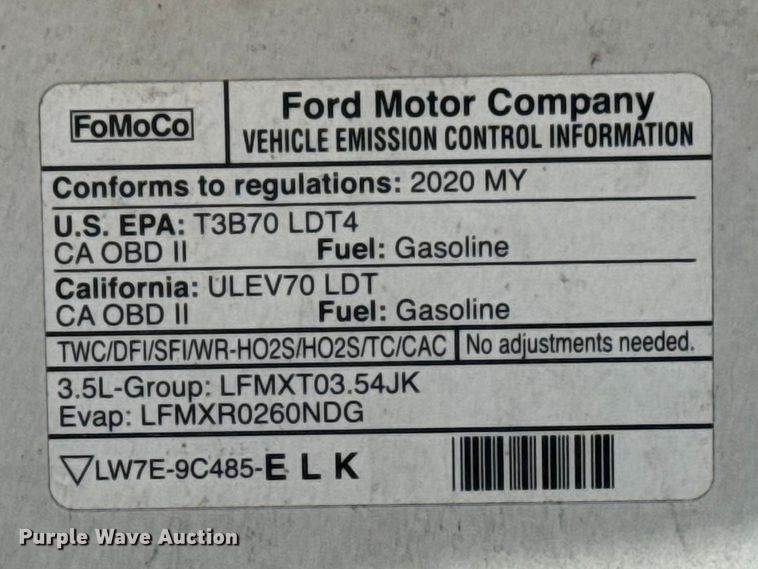 FoMoCo
Ford Motor Company
VEHICLE EMISSION CONTROL INFORMATION
Conforms to regulations: 2020 MY
U.S. EPA: T3B70 LDT4
CA OBD II Fuel: Gasoline
California: ULEV70 LDT
CA OBD II Fuel: Gasoline
TWC/DFI/SFI/WR-HO2S/HO2S/TC/CAC No adjustments needed.
3.5L-Group: LFMXT03.54JK
Evap: LFMXR0260NDG
▽LW7E-9C485-E L K
Purple Wave Auction